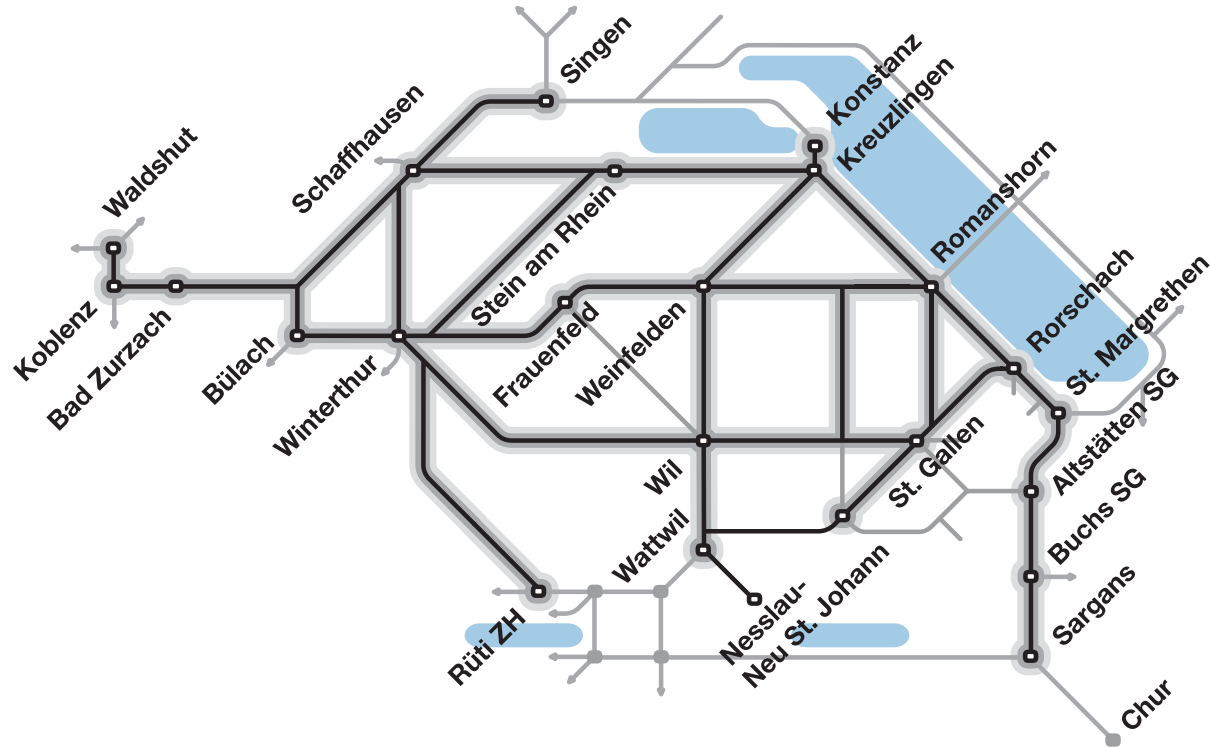 Singen
Konstanz
Kreuzlingen
Schaffhausen
Waldshut
Romanshorn
Stein am Rhein
Rorschach
St. Margrethen
Koblenz
Bad Zurzach
Bülach
Winterthur
Frauenfeld
Weinfelden
Altstätten SG
St. Gallen
Wil
Buchs SG
Wattwil
Sargans
Rüti ZH
Nesslau-
Neu St. Johann
Chur